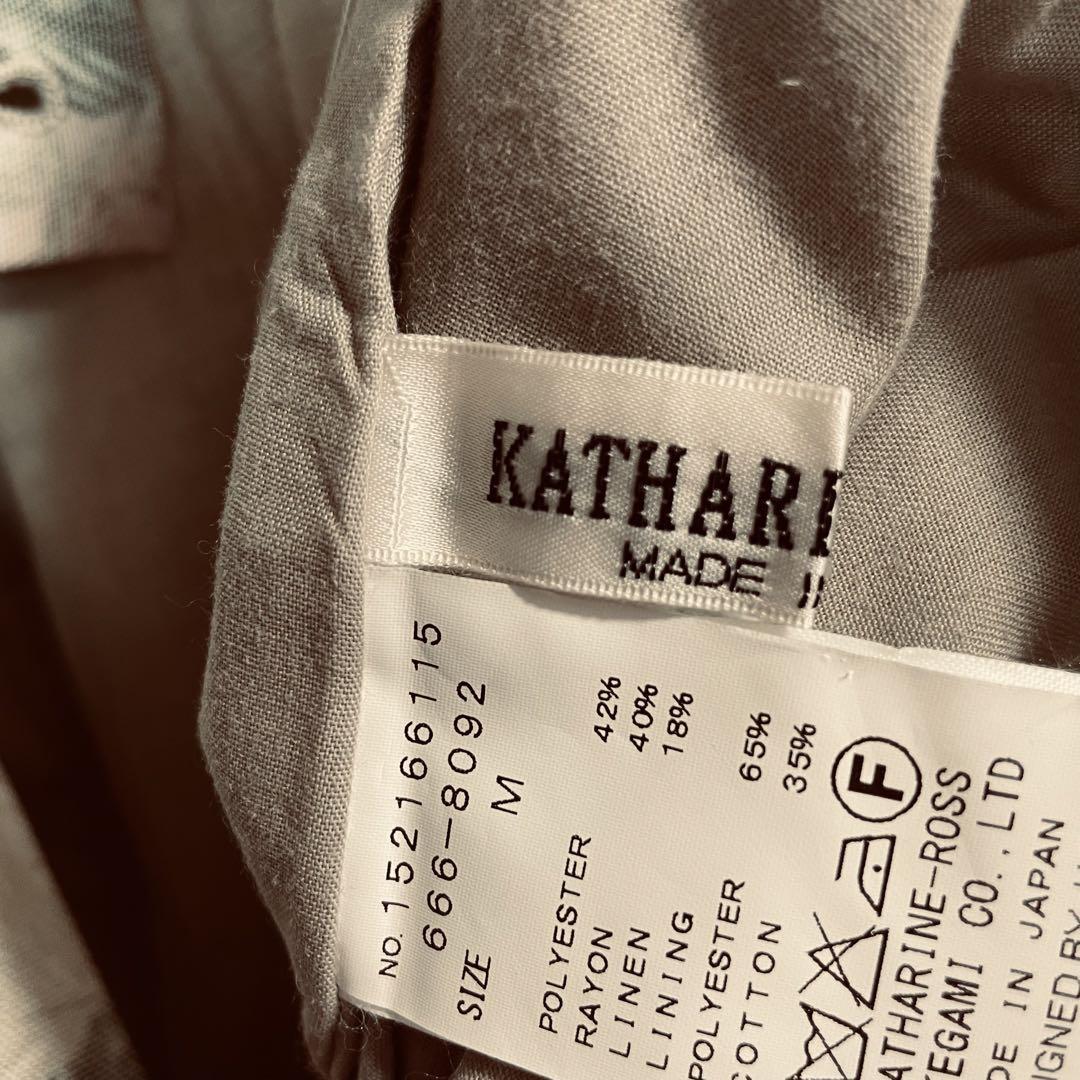 KATHARI
MADE
NO. 152166115
666-8092
SIZE M
POLYESTER 42%
RAYON 40%
LINEN 18%
LINING
POLYESTER 65%
COTTON 35%
F
ATHARINE-ROSS
EGAMI CO., LTD
DE IN JAPAN
IGNED BY